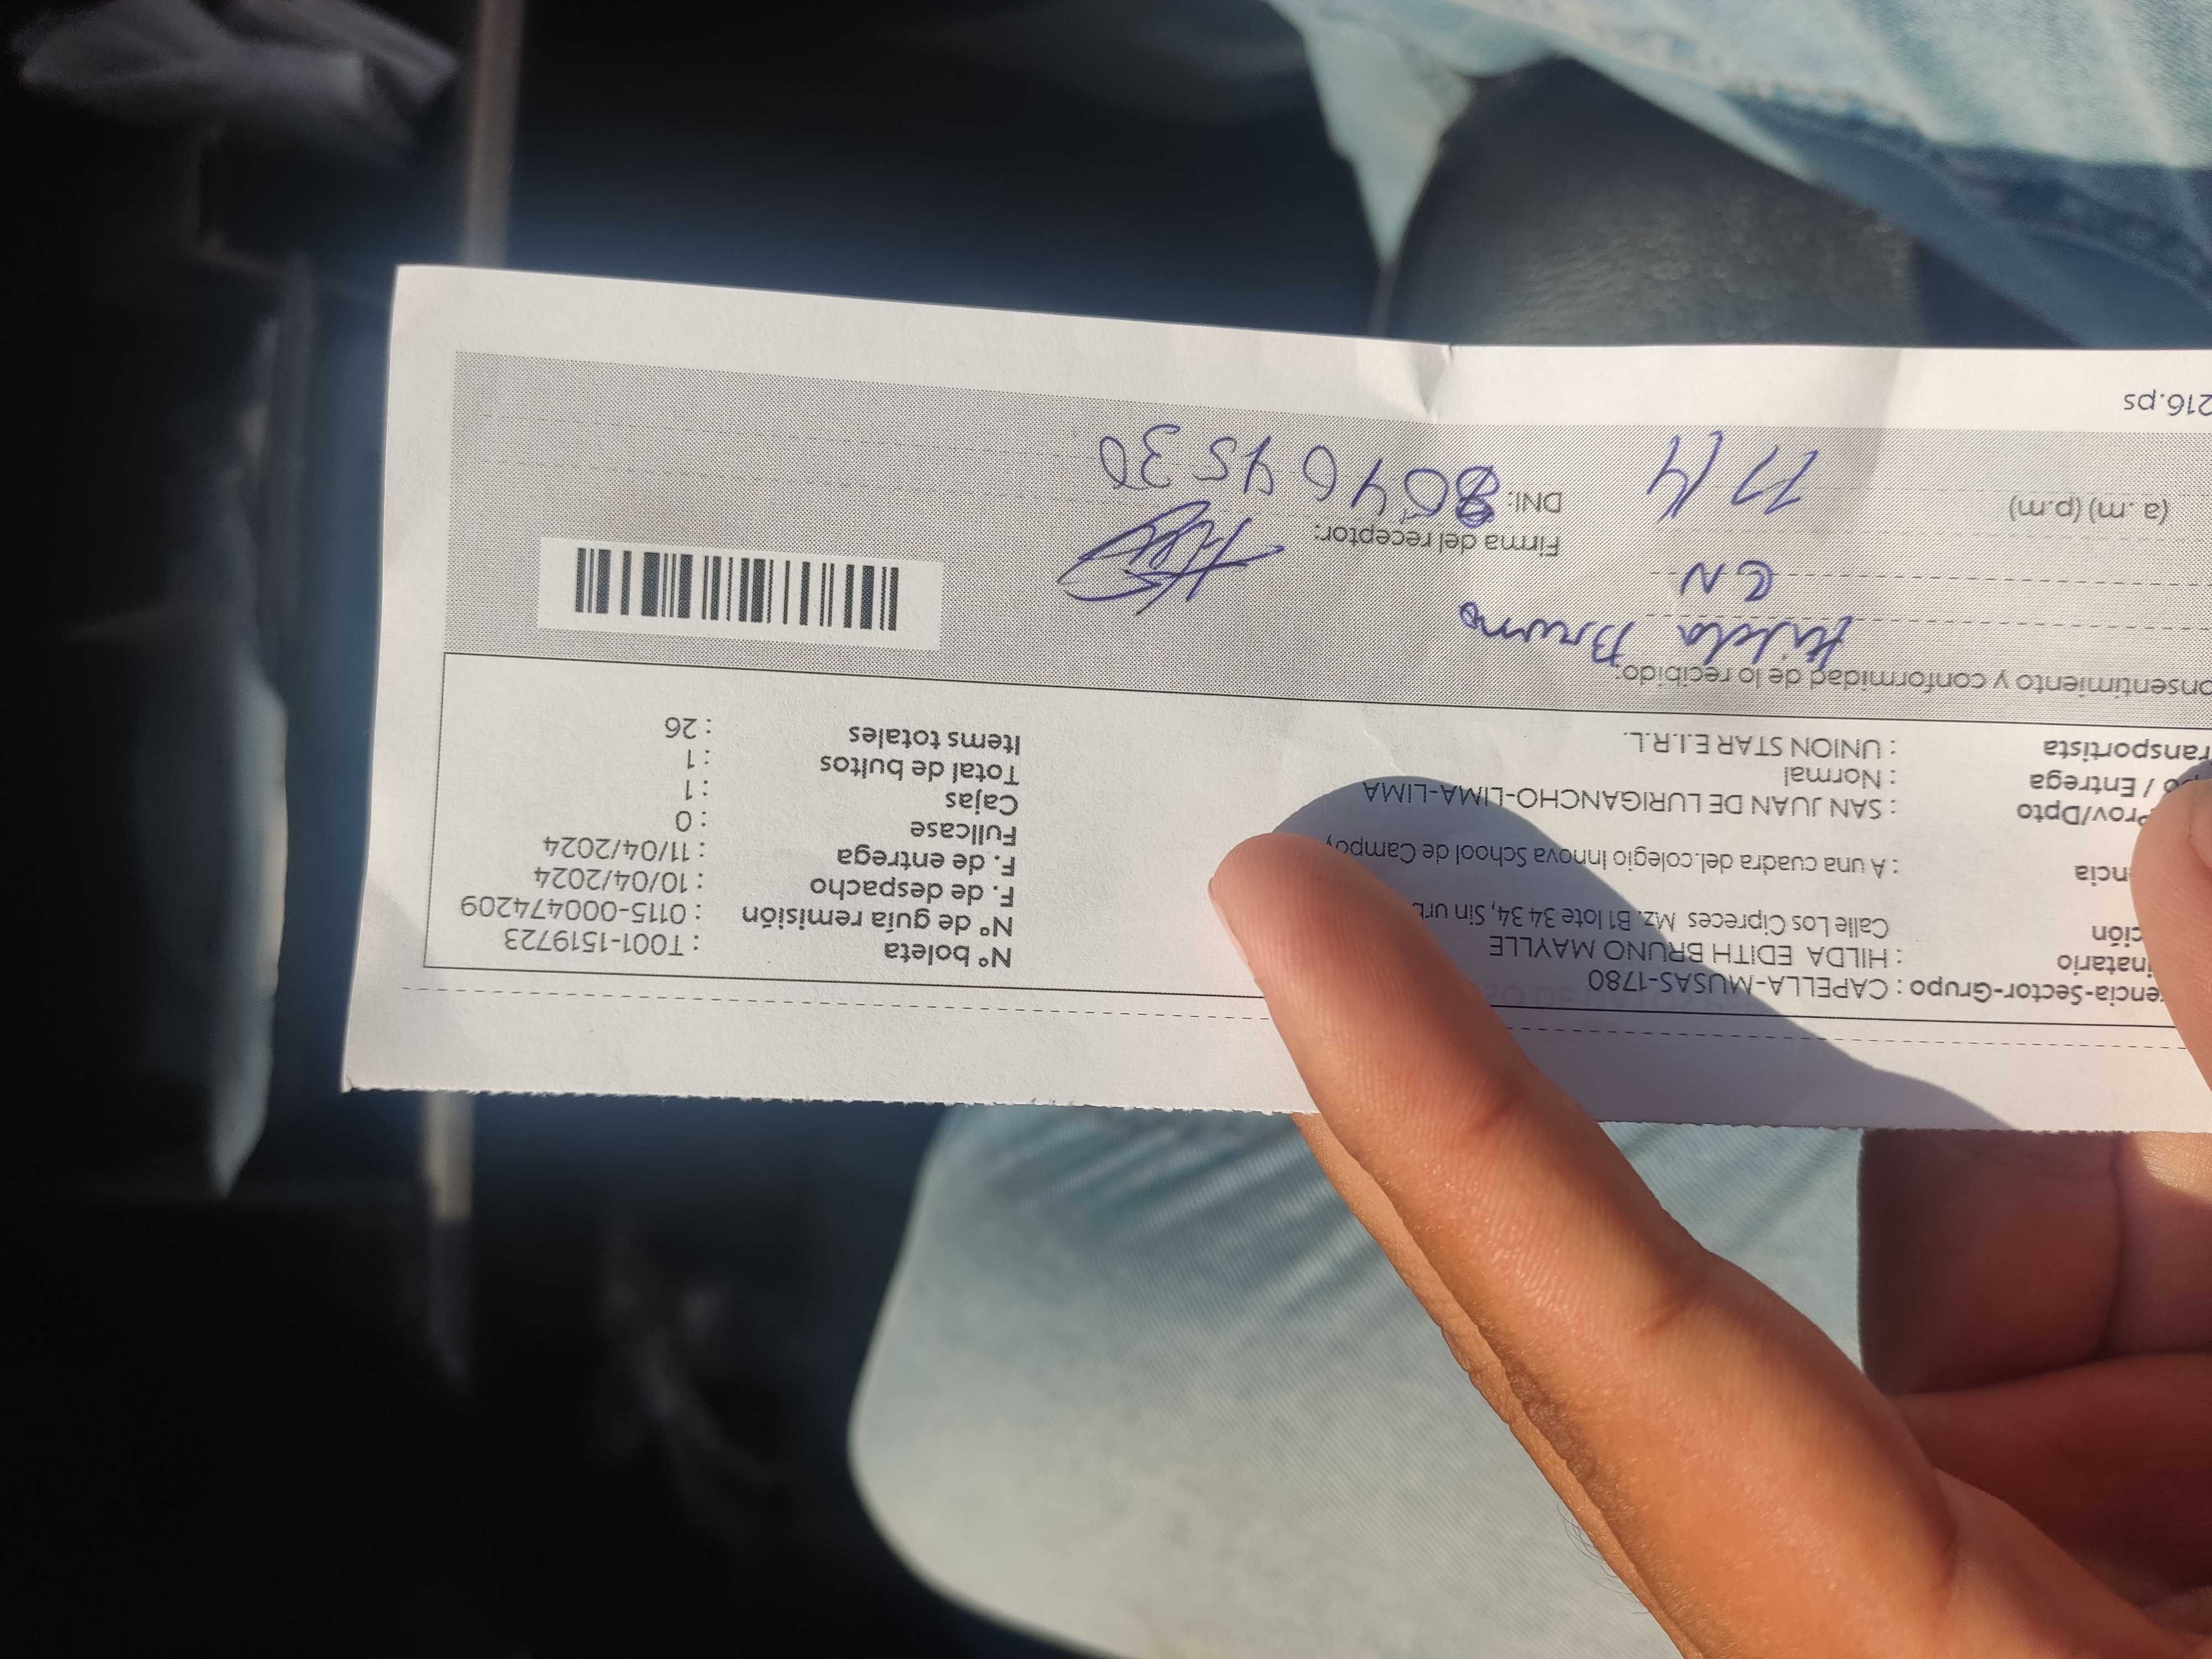 encia-Sector-Grupo : CAPELLA-MUSAS-1780
inatario : HILDA EDITH BRUNO MAYLLE
ción Calle Los Cipreces Mz. B1 lote 34 34, Sin urb
ncia : A una cuadra del.colegio Innova School de Campoy
Prov/Dpto : SAN JUAN DE LURIGANCHO-LIMA-LIMA
o / Entrega : Normal
ransportista : UNION STAR E.I.R.L.
Nº boleta : T001-1519723
Nº de guía remisión : 0115-000474209
F. de despacho : 10/04/2024
F. de entrega : 11/04/2024
Fullcase : 0
Cajas : 1
Total de bultos : 1
Items totales : 26
onsentimiento y conformidad de lo recibido:
Hilda Bruno
CN
Firma del receptor:
(a .m) (p.m) 11/4
DNI:
216.ps